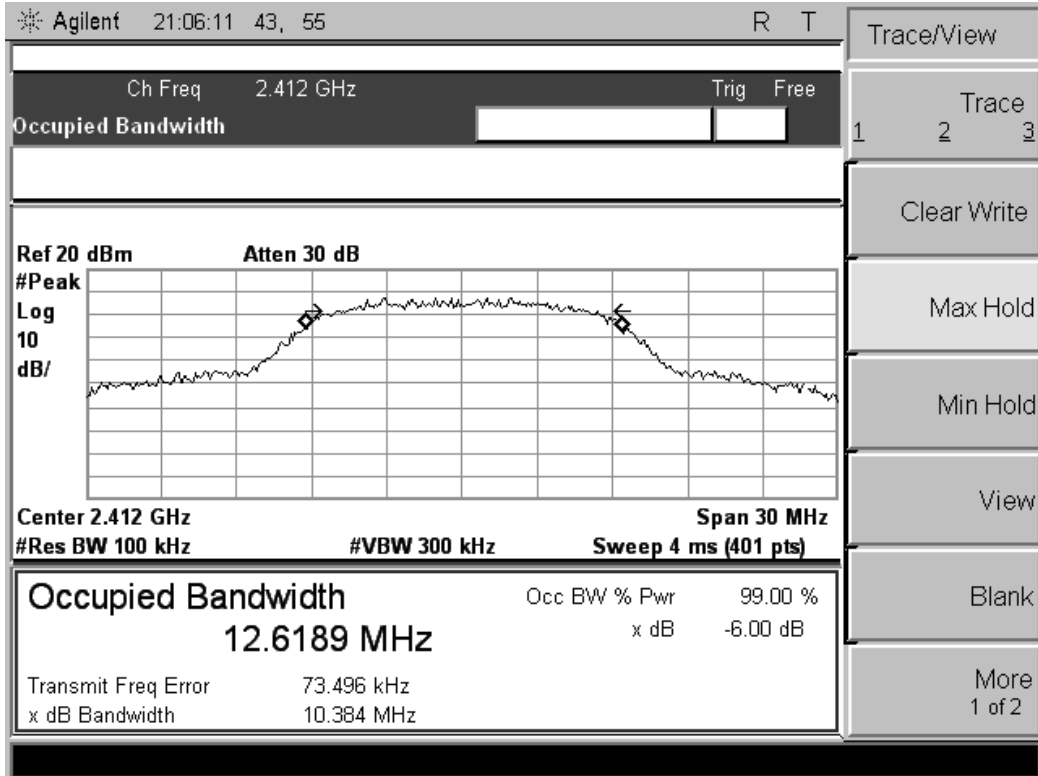 Agilent 21:06:11 43, 55 R T
Trace/View
Ch Freq 2.412 GHz Trig Free
Occupied Bandwidth
Trace
1 2 3
Clear Write
Ref 20 dBm Atten 30 dB
#Peak
Log
10
dB/
Max Hold
Min Hold
View
Center 2.412 GHz Span 30 MHz
#Res BW 100 kHz #VBW 300 kHz Sweep 4 ms (401 pts)
Occupied Bandwidth
12.6189 MHz
Occ BW % Pwr 99.00 %
x dB -6.00 dB
Transmit Freq Error 73.496 kHz
x dB Bandwidth 10.384 MHz
Blank
More
1 of 2